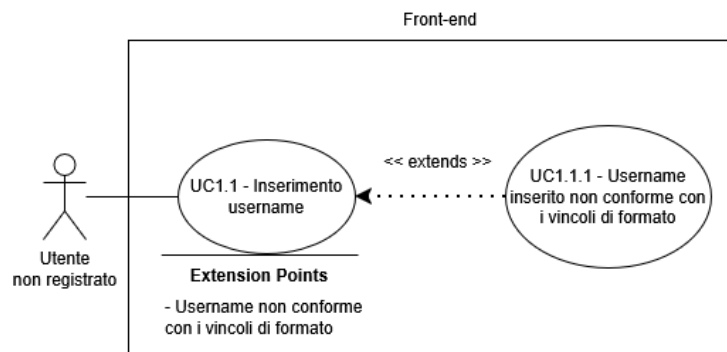 Front-end
UC1.1 - Inserimento
username
<< extends >>
UC1.1.1 - Username
inserito non conforme con
i vincoli di formato
Utente
non registrato
Extension Points
- Username non conforme
con i vincoli di formato